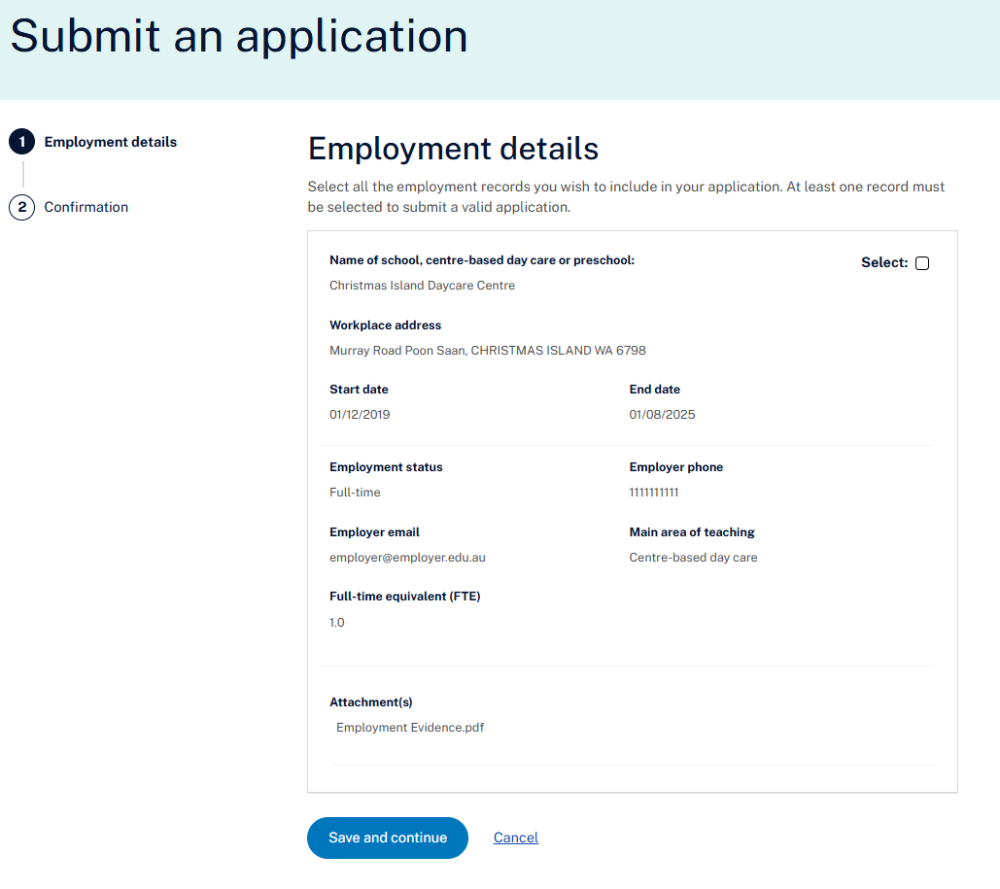 Submit an application
1 Employment details
2 Confirmation
Employment details
Select all the employment records you wish to include in your application. At least one record must
be selected to submit a valid application.
Name of school, centre-based day care or preschool:
Select:
Christmas Island Daycare Centre
Workplace address
Murray Road Poon Saan, CHRISTMAS ISLAND WA 6798
Start date End date
01/12/2019 01/08/2025
Employment status Employer phone
Full-time 1111111111
Employer email Main area of teaching
employer@employer.edu.au Centre-based day care
Full-time equivalent (FTE)
1.0
Attachment(s)
Employment Evidence.pdf
Save and continue Cancel